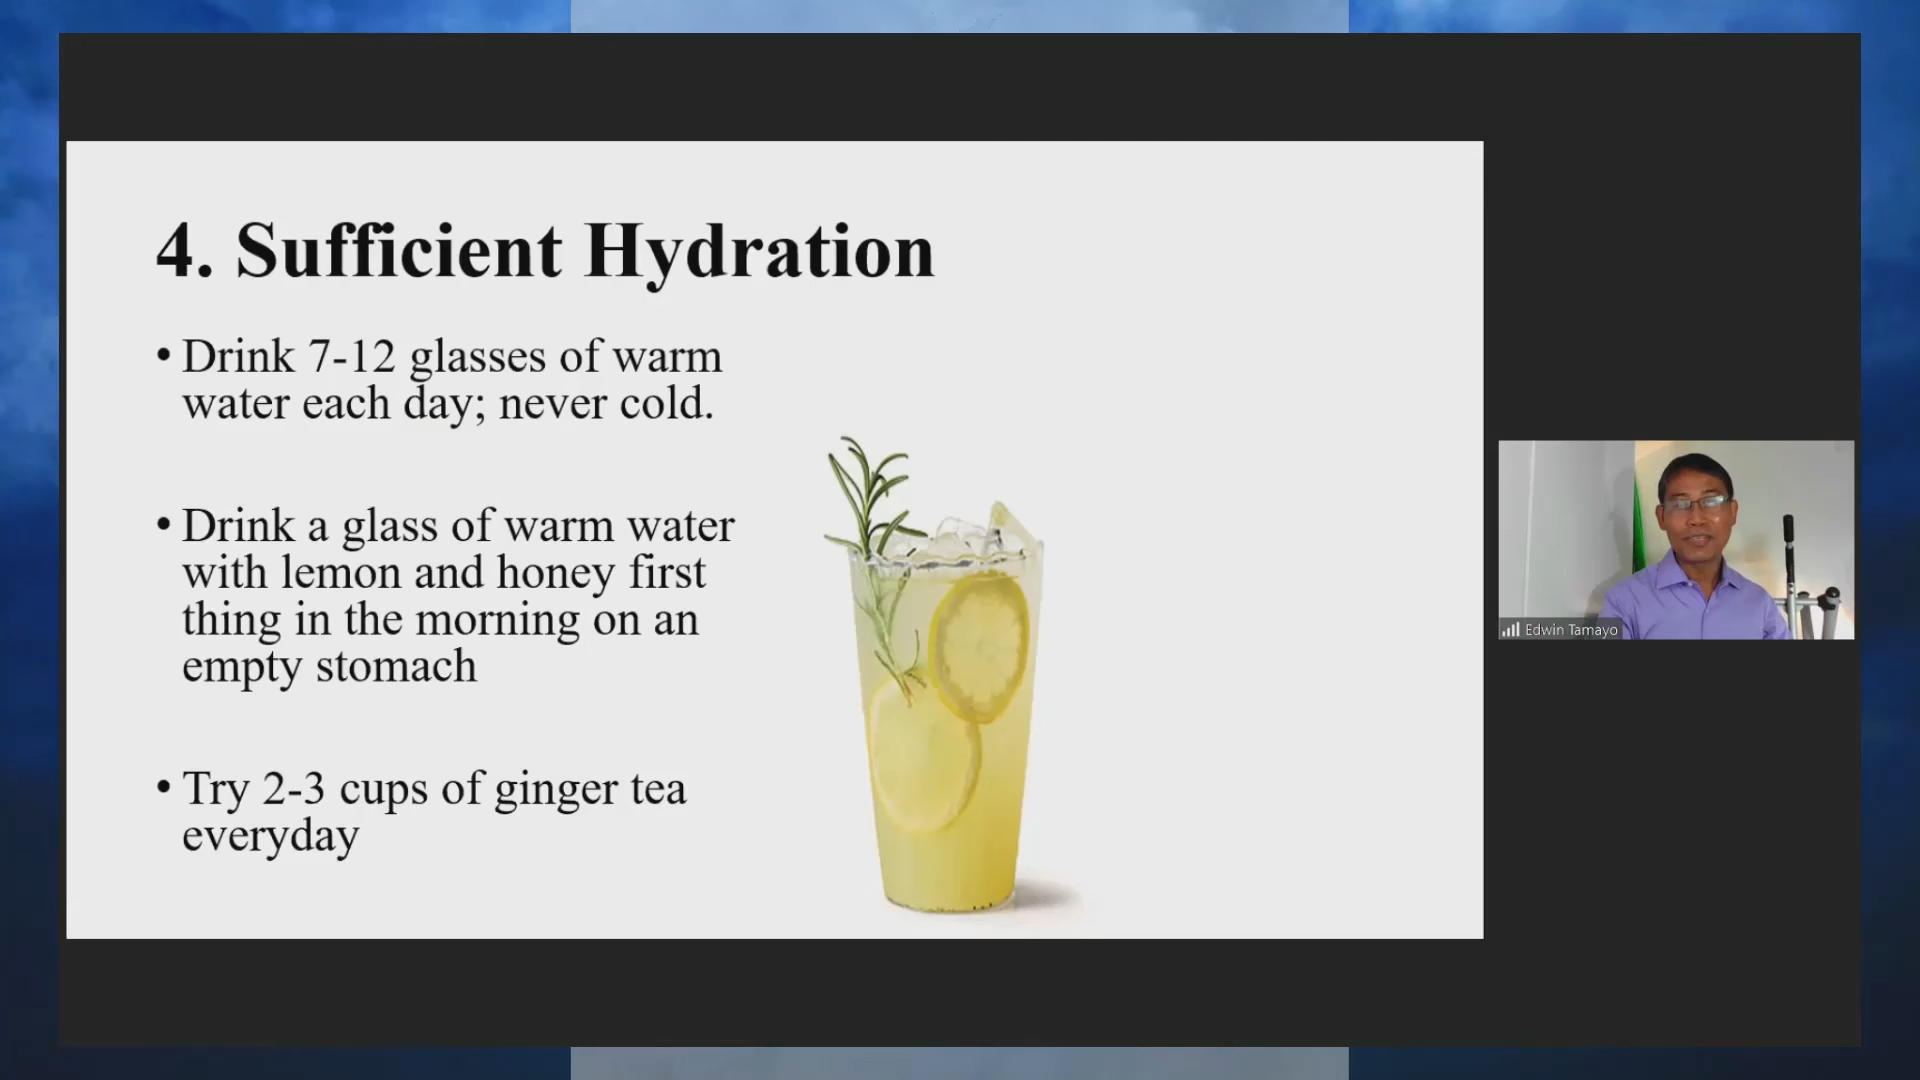 4. Sufficient Hydration
• Drink 7-12 glasses of warm
water each day; never cold.
• Drink a glass of warm water
with lemon and honey first
thing in the morning on an
empty stomach
• Try 2-3 cups of ginger tea
everyday
Edwin Tamayo